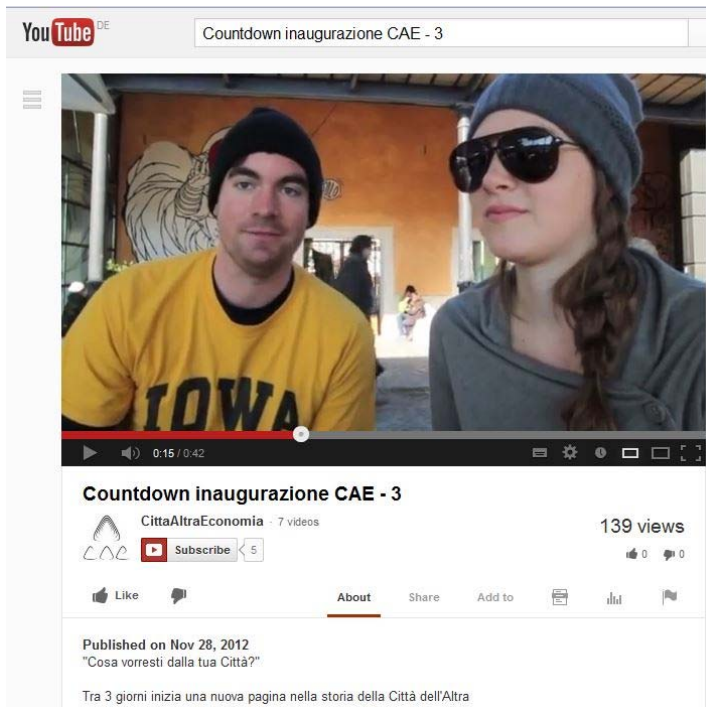 YouTube DE
Countdown inaugurazione CAE - 3
IOWA
0:15 / 0:42
Countdown inaugurazione CAE - 3
CittaAltraEconomia · 7 videos
CAE
Subscribe 5
139 views
0 0
Like
About Share Add to
Published on Nov 28, 2012
"Cosa vorresti dalla tua Città?"
Tra 3 giorni inizia una nuova pagina nella storia della Città dell'Altra